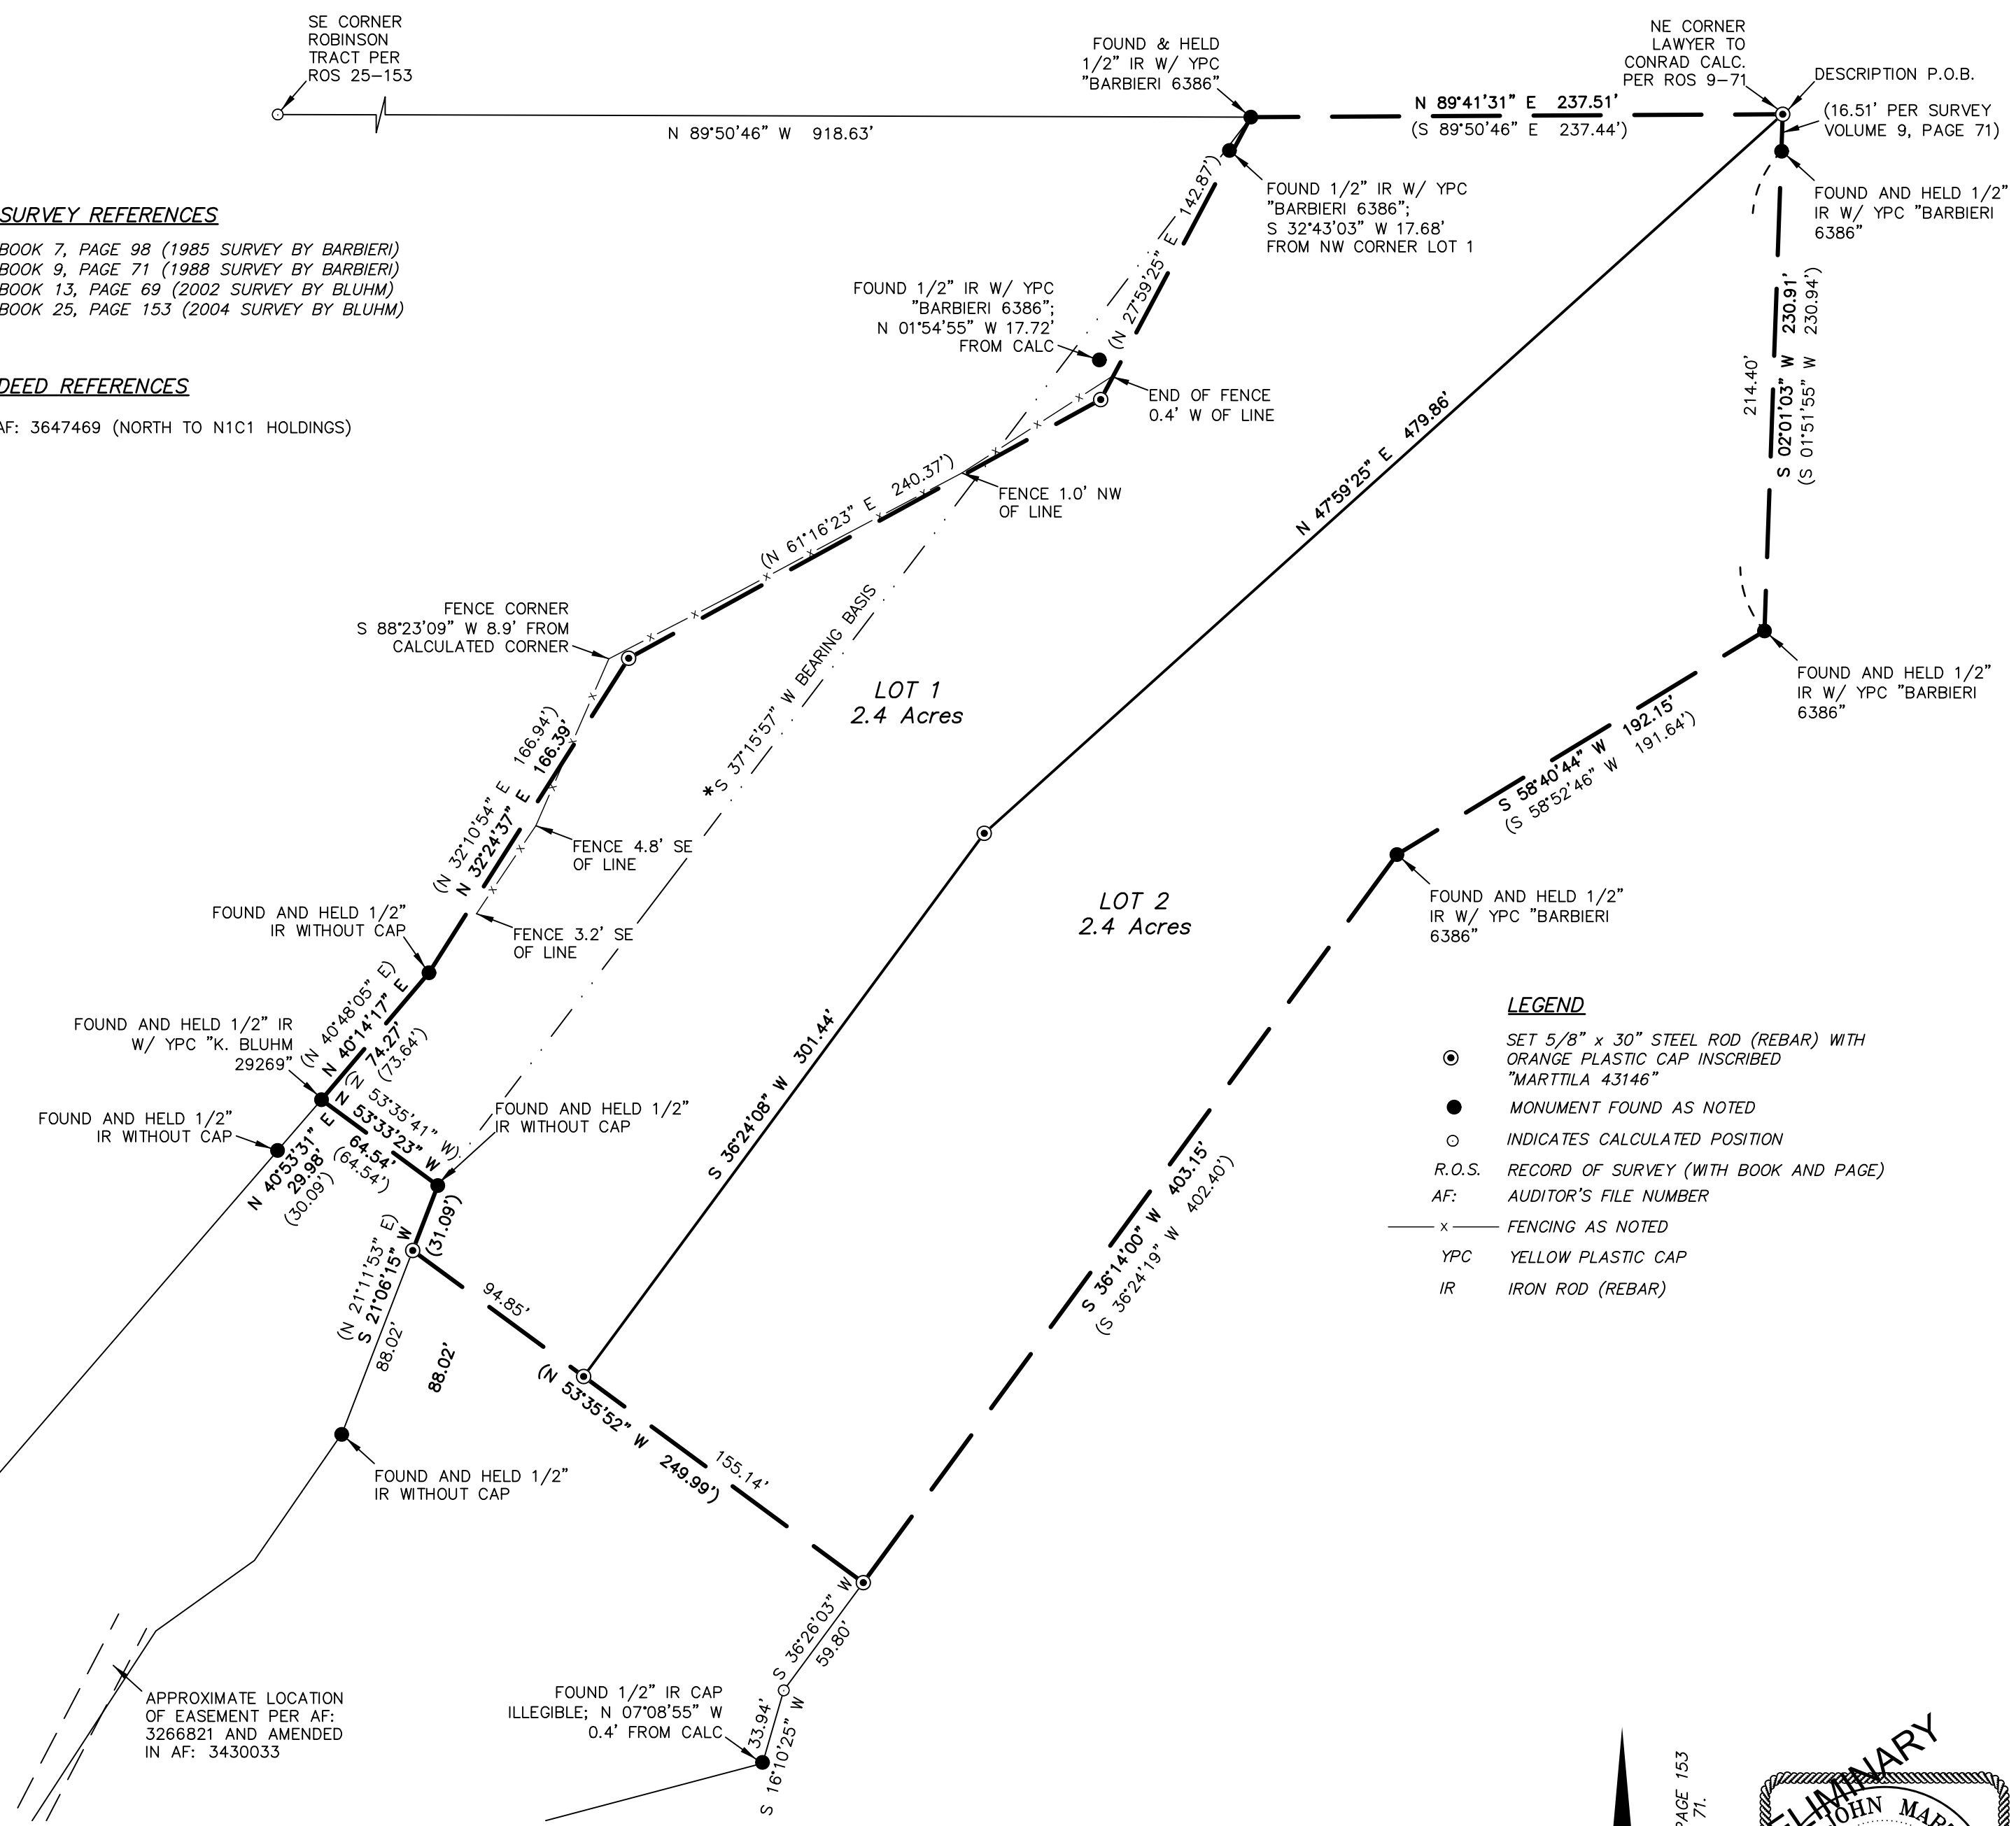 SE CORNER
ROBINSON
TRACT PER
ROS 25-153
FOUND & HELD
1/2" IR W/ YPC
"BARBIERI 6386"
NE CORNER
LAWYER TO
CONRAD CALC.
PER ROS 9-71
DESCRIPTION P.O.B.
(16.51' PER SURVEY
VOLUME 9, PAGE 71)
N 89°50'46" W 918.63'
N 89°41'31" E 237.51'
(S 89°50'46" E 237.44')
FOUND AND HELD 1/2"
IR W/ YPC "BARBIERI
6386"
SURVEY REFERENCES
BOOK 7, PAGE 98 (1985 SURVEY BY BARBIERI)
BOOK 9, PAGE 71 (1988 SURVEY BY BARBIERI)
BOOK 13, PAGE 69 (2002 SURVEY BY BLUHM)
BOOK 25, PAGE 153 (2004 SURVEY BY BLUHM)
DEED REFERENCES
AF: 3647469 (NORTH TO N1C1 HOLDINGS)
FOUND 1/2" IR W/ YPC
"BARBIERI 6386";
S 32°43'03" W 17.68'
FROM NW CORNER LOT 1
(N 27°59'25" E 142.87')
FOUND 1/2" IR W/ YPC
"BARBIERI 6386";
N 01°54'55" W 17.72'
FROM CALC
END OF FENCE
0.4' W OF LINE
214.40'
S 02°01'03" W 230.91'
(S 01°51'55" W 230.94')
N 47°59'25" E 479.86'
(N 61°16'23" E 240.37')
FENCE 1.0' NW
OF LINE
FENCE CORNER
S 88°23'09" W 8.9' FROM
CALCULATED CORNER
*S 37°15'57" W BEARING BASIS
LOT 1
2.4 Acres
FOUND AND HELD 1/2"
IR W/ YPC "BARBIERI
6386"
S 58°40'44" W 192.15'
(S 58°52'46" W 191.64')
(N 32°10'54" E 166.94')
N 32°24'37" E 166.39'
FENCE 4.8' SE
OF LINE
FENCE 3.2' SE
OF LINE
LOT 2
2.4 Acres
FOUND AND HELD 1/2"
IR W/ YPC "BARBIERI
6386"
FOUND AND HELD 1/2"
IR WITHOUT CAP
FOUND AND HELD 1/2" IR
W/ YPC "K. BLUHM
29269"
(N 40°48'05" E)
N 40°14'17" E
74.27'
(73.64')
FOUND AND HELD 1/2"
IR WITHOUT CAP
(N 53°35'41" W)
N 53°33'23" W
64.54'
(64.54')
FOUND AND HELD 1/2"
IR WITHOUT CAP
N 40°53'31" E
29.98'
(30.09')
(31.09')
(N 21°11'53" E)
S 21°06'15" W
88.02'
88.02'
S 36°24'08" W 301.44'
94.85'
(N 53°35'52" W 249.99')
155.14'
S 36°14'00" W 403.15'
(S 36°24'19" W 402.40')
FOUND AND HELD 1/2"
IR WITHOUT CAP
LEGEND
SET 5/8" x 30" STEEL ROD (REBAR) WITH
ORANGE PLASTIC CAP INSCRIBED
"MARTTILA 43146"
MONUMENT FOUND AS NOTED
INDICATES CALCULATED POSITION
R.O.S. RECORD OF SURVEY (WITH BOOK AND PAGE)
AF: AUDITOR'S FILE NUMBER
x FENCING AS NOTED
YPC YELLOW PLASTIC CAP
IR IRON ROD (REBAR)
S 36°26'03" W
59.80'
FOUND 1/2" IR CAP
ILLEGIBLE; N 07°08'55" W
0.4' FROM CALC
33.94'
S 16°10'25" W
APPROXIMATE LOCATION
OF EASEMENT PER AF:
3266821 AND AMENDED
IN AF: 3430033
PAGE 153
71.
ELIMINARY
JOHN MAR